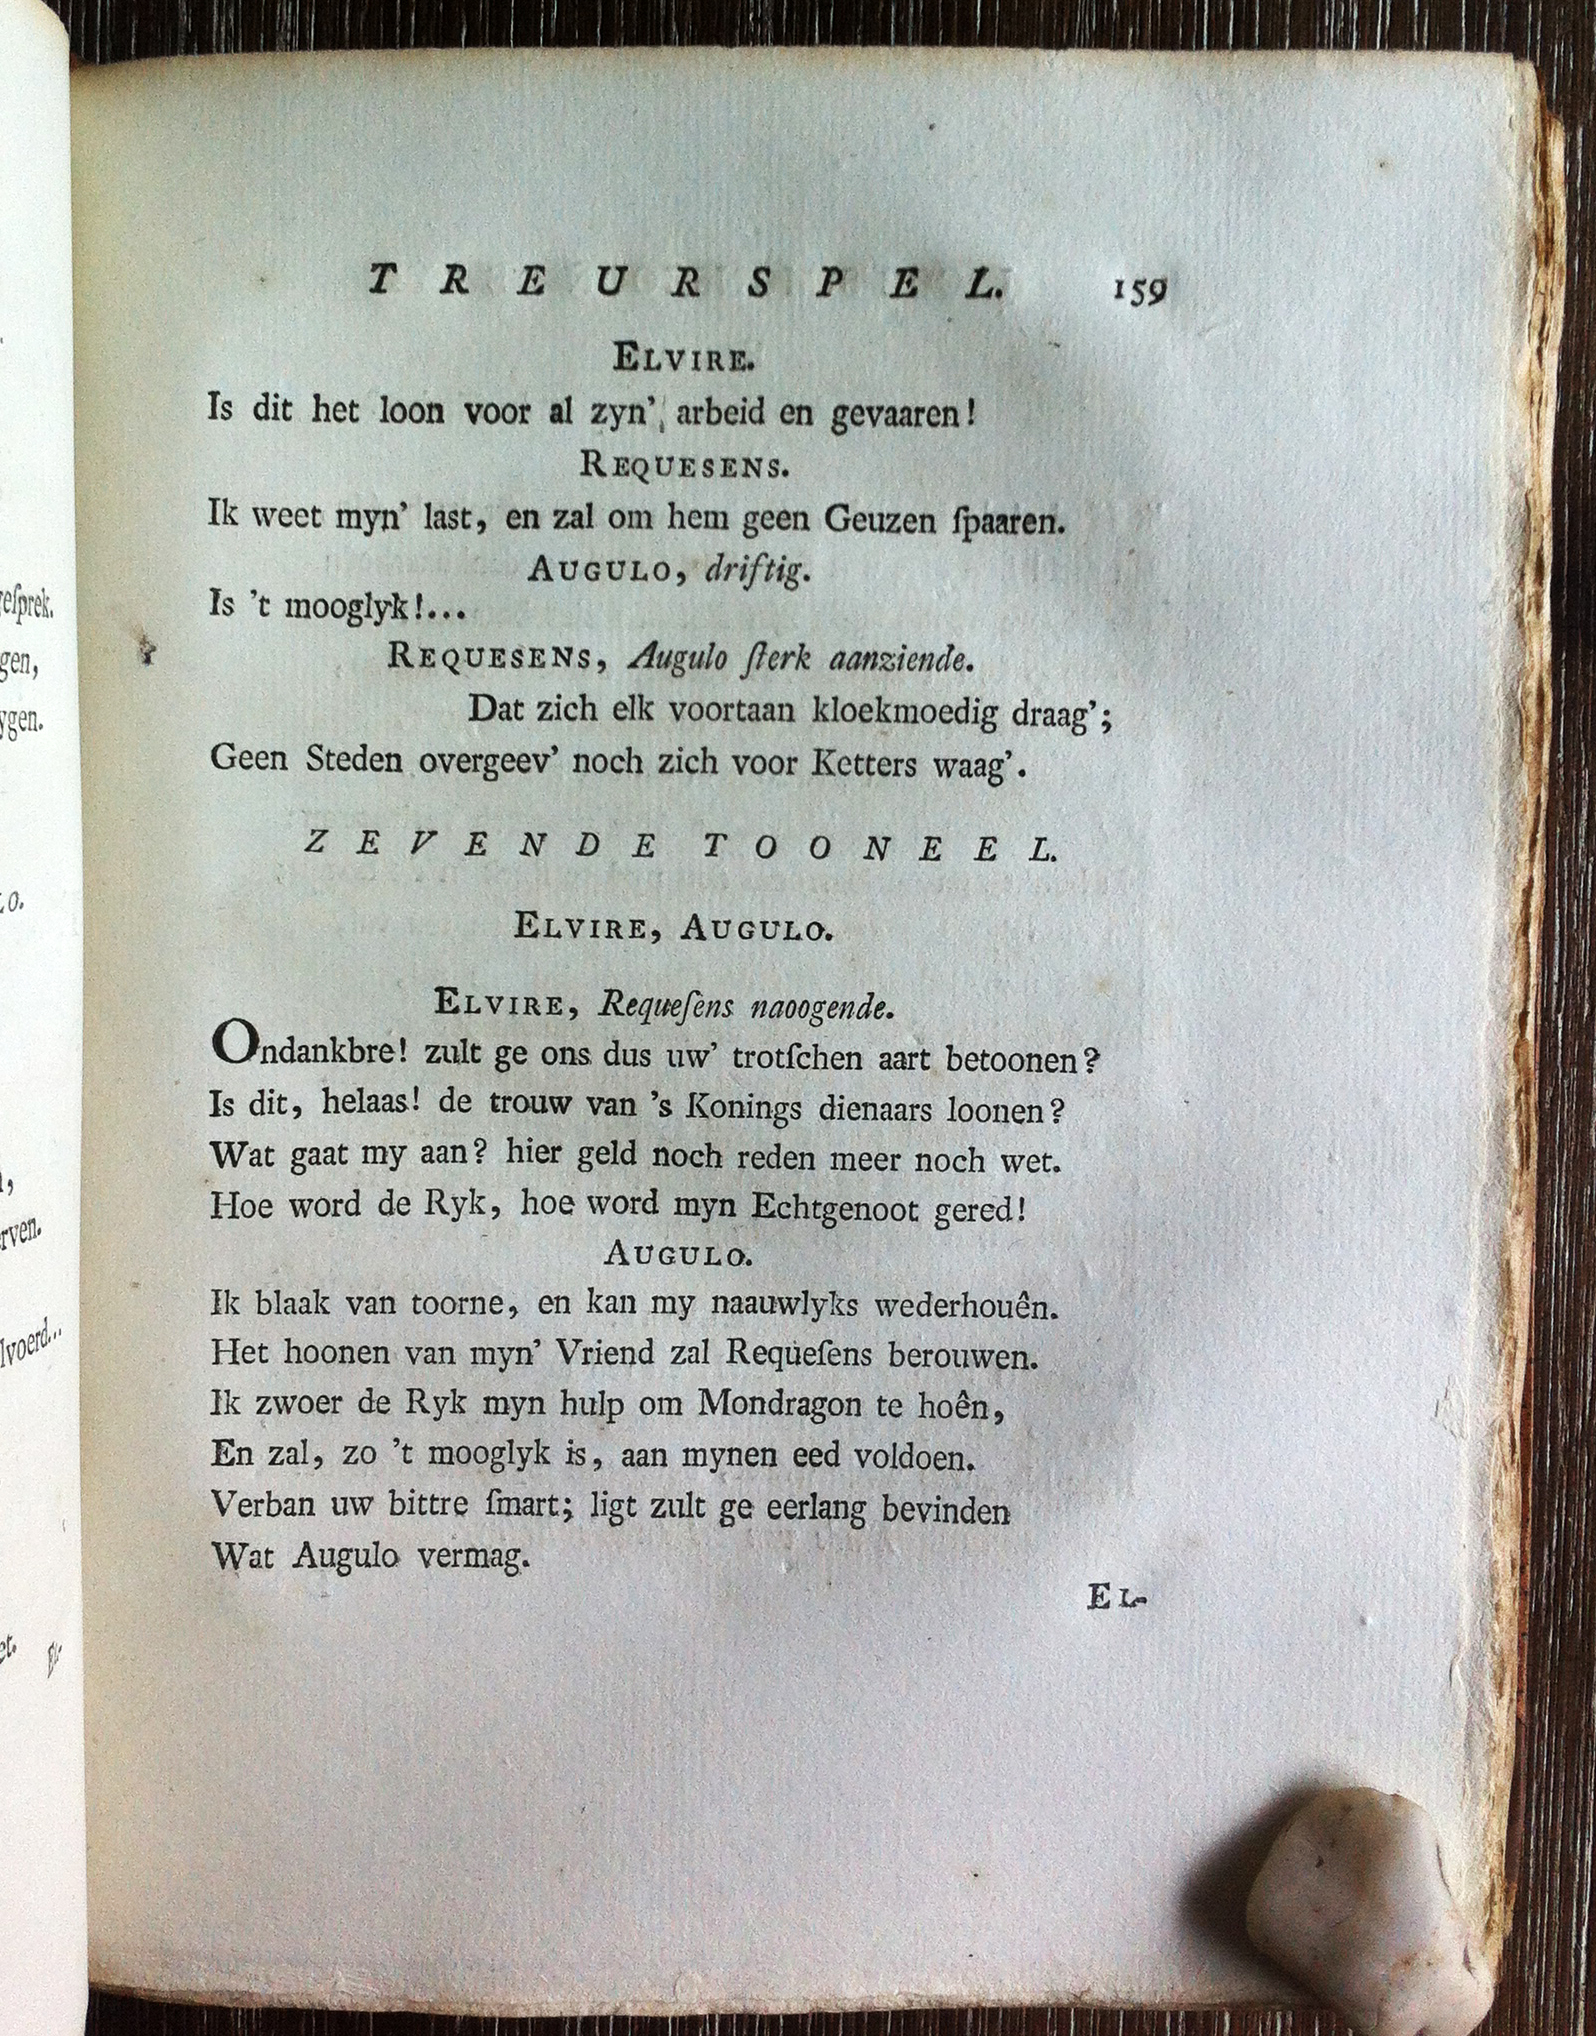 TREURSPEL. 159
ELVIRE.
Is dit het loon voor al zyn' arbeid en gevaaren!
REQUESENS.
Ik weet myn' last, en zal om hem geen Geuzen ſpaaren.
AUGULO, driftig.
Is 't mooglyk!...
REQUESENS, Augulo ſterk aanziende.
Dat zich elk voortaan kloekmoedig draag';
Geen Steden overgeev' noch zich voor Ketters waag'.
ZEVENDE TOONEEL.
ELVIRE, AUGULO.
ELVIRE, Requeſens naoogende.
Ondankbre! zult ge ons dus uw' trotſchen aart betoonen?
Is dit, helaas! de trouw van 's Konings dienaars loonen?
Wat gaat my aan? hier geld noch reden meer noch wet.
Hoe word de Ryk, hoe word myn Echtgenoot gered!
AUGULO.
Ik blaak van toorne, en kan my naauwlyks wederhouên.
Het hoonen van myn' Vriend zal Requeſens berouwen.
Ik zwoer de Ryk myn hulp om Mondragon te hoên,
En zal, zo 't mooglyk is, aan mynen eed voldoen.
Verban uw bittre ſmart; ligt zult ge eerlang bevinden
Wat Augulo vermag.
EL-